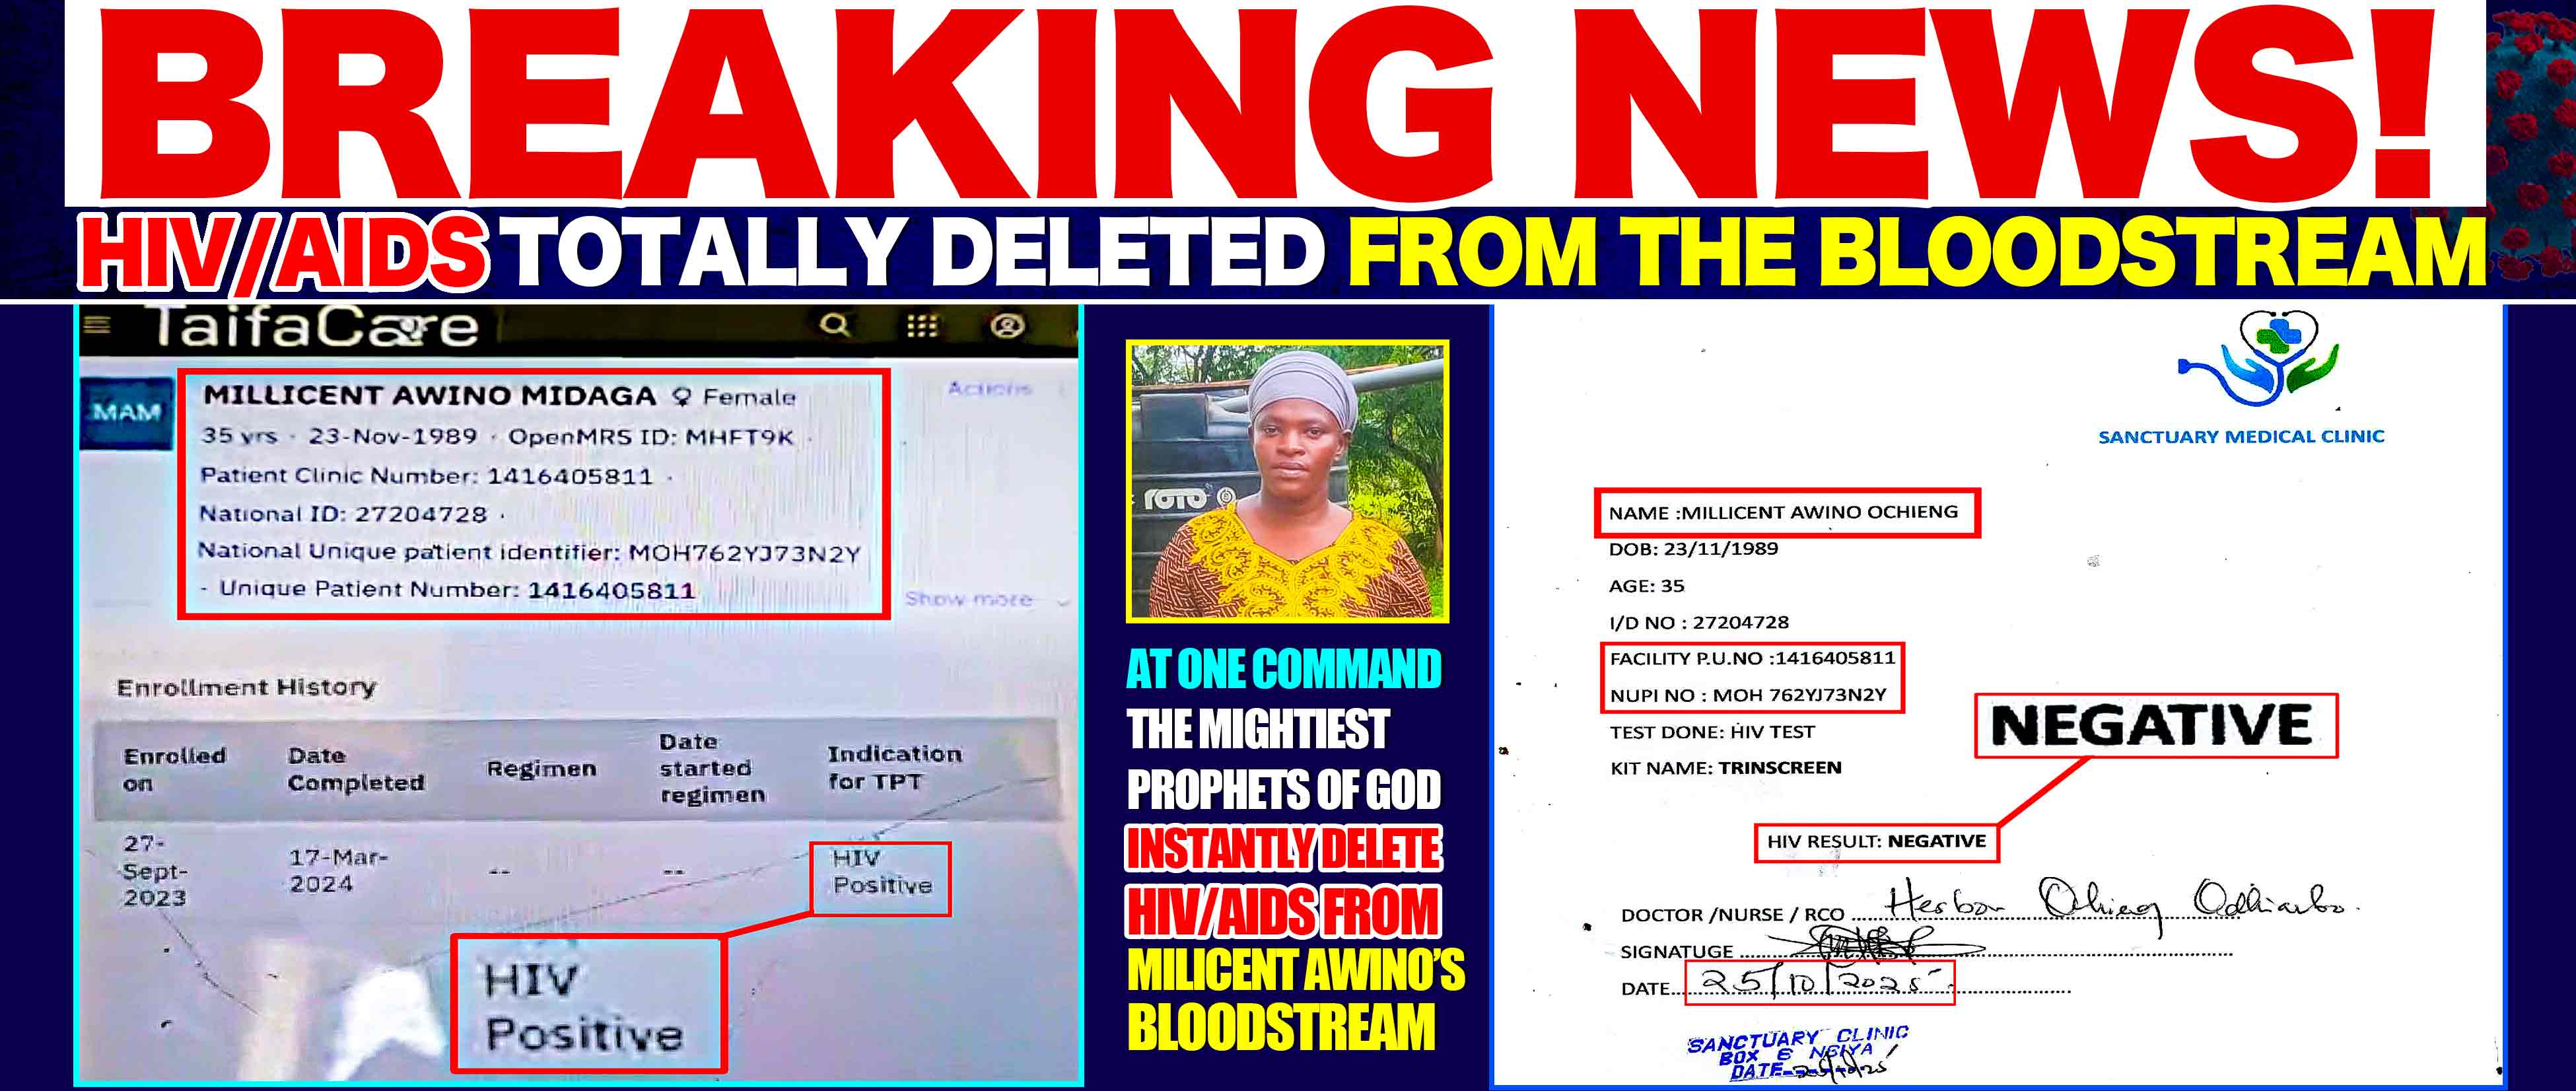 BREAKING NEWS!
HIV/AIDS TOTALLY DELETED FROM THE BLOODSTREAM
TaifaCare
MAM
MILLICENT AWINO MIDAGA ♀ Female
Actions
35 yrs · 23-Nov-1989 · OpenMRS ID: MHFT9K ·
Patient Clinic Number: 1416405811 ·
National ID: 27204728 ·
National Unique patient identifier: MOH762YJ73N2Y
- Unique Patient Number: 1416405811
Show more
Enrollment History
Enrolled on
Date Completed
Regimen
Date started regimen
Indication for TPT
27-Sept-2023
17-Mar-2024
--
--
HIV Positive
HIV
Positive
ROTO
AT ONE COMMAND
THE MIGHTIEST
PROPHETS OF GOD
INSTANTLY DELETE
HIV/AIDS FROM
MILICENT AWINO'S
BLOODSTREAM
SANCTUARY MEDICAL CLINIC
NAME :MILLICENT AWINO OCHIENG
DOB: 23/11/1989
AGE: 35
I/D NO : 27204728
FACILITY P.U.NO :1416405811
NUPI NO : MOH 762YJ73N2Y
NEGATIVE
TEST DONE: HIV TEST
KIT NAME: TRINSCREEN
HIV RESULT: NEGATIVE
DOCTOR /NURSE / RCO ..... Ochieng
SIGNATUGE .....
DATE..... 25/10/2025
SANCTUARY CLINIC
BOX 6 NGIYA
DATE